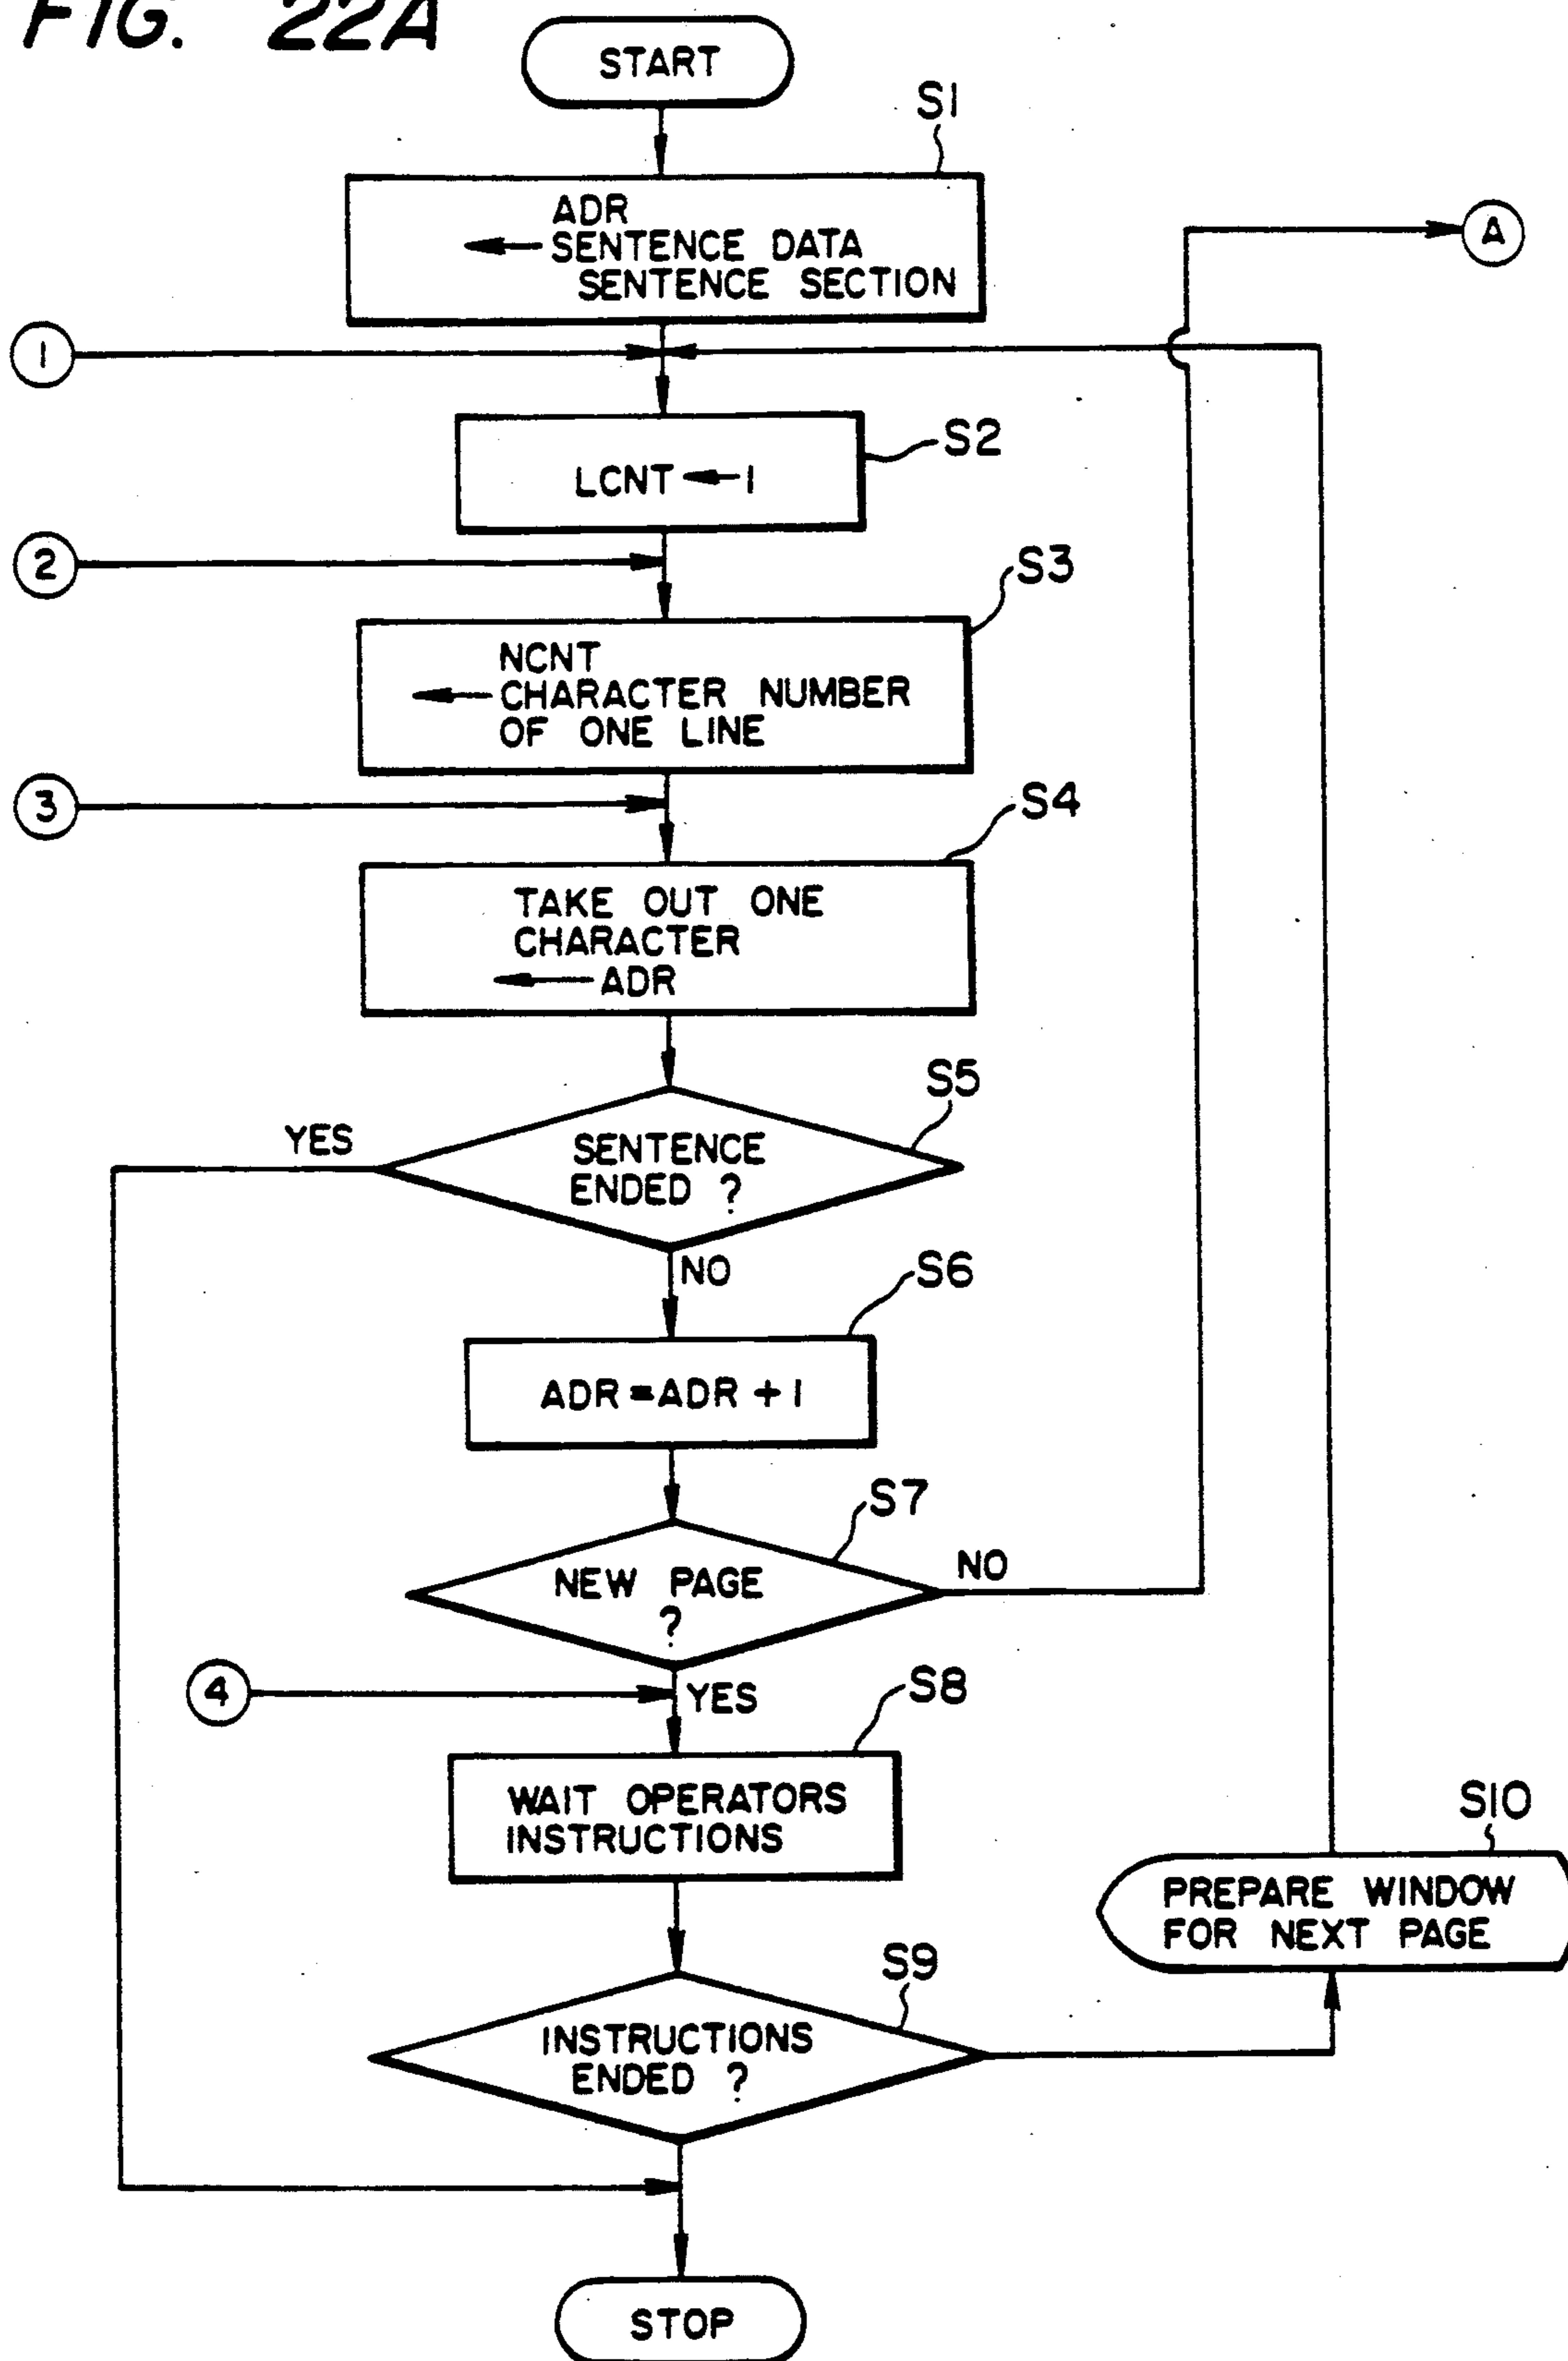 FIG. 22A
START
S1
ADR
← SENTENCE DATA
SENTENCE SECTION
A
1
S2
LCNT ← 1
2
S3
NCNT
← CHARACTER NUMBER
OF ONE LINE
3
S4
TAKE OUT ONE
CHARACTER
← ADR
S5
YES
SENTENCE
ENDED ?
NO
S6
ADR = ADR + 1
S7
NEW PAGE
?
NO
4
YES
S8
WAIT OPERATORS
INSTRUCTIONS
S10
PREPARE WINDOW
FOR NEXT PAGE
S9
INSTRUCTIONS
ENDED ?
STOP